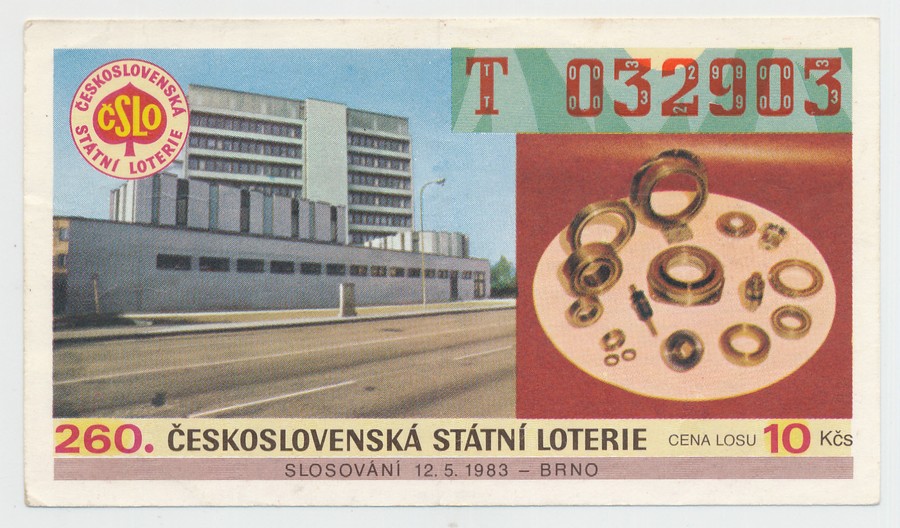 ČESKOSLOVENSKÁ
STÁTNÍ LOTERIE
ČSLO
T 032903
260. ČESKOSLOVENSKÁ STÁTNÍ LOTERIE CENA LOSU 10 Kčs
SLOSOVÁNÍ 12. 5. 1983 – BRNO